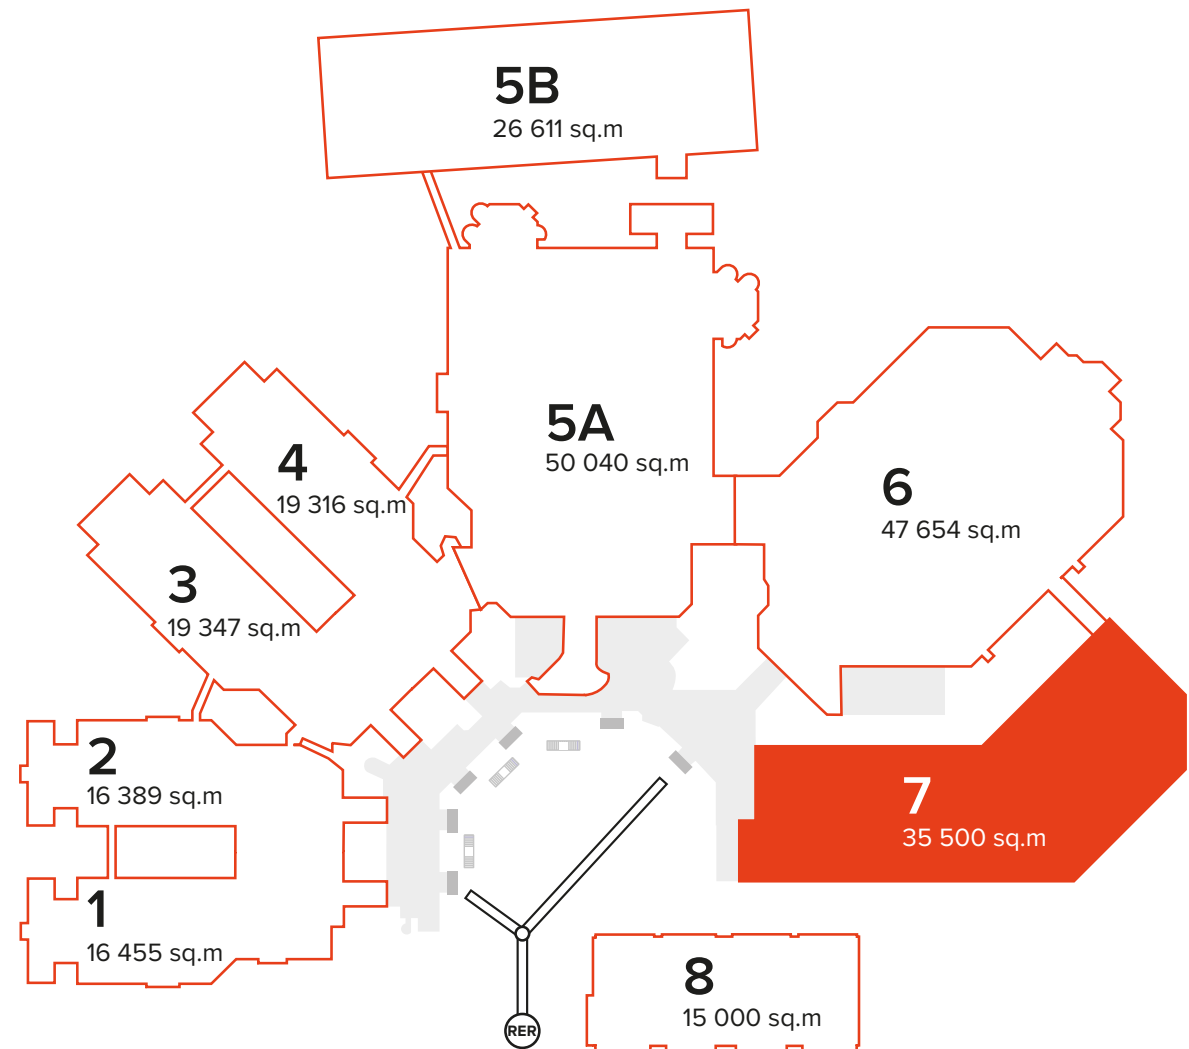 5B
26 611 sq.m
5A
50 040 sq.m
4
19 316 sq.m
6
47 654 sq.m
3
19 347 sq.m
2
16 389 sq.m
7
35 500 sq.m
1
16 455 sq.m
8
15 000 sq.m
RER